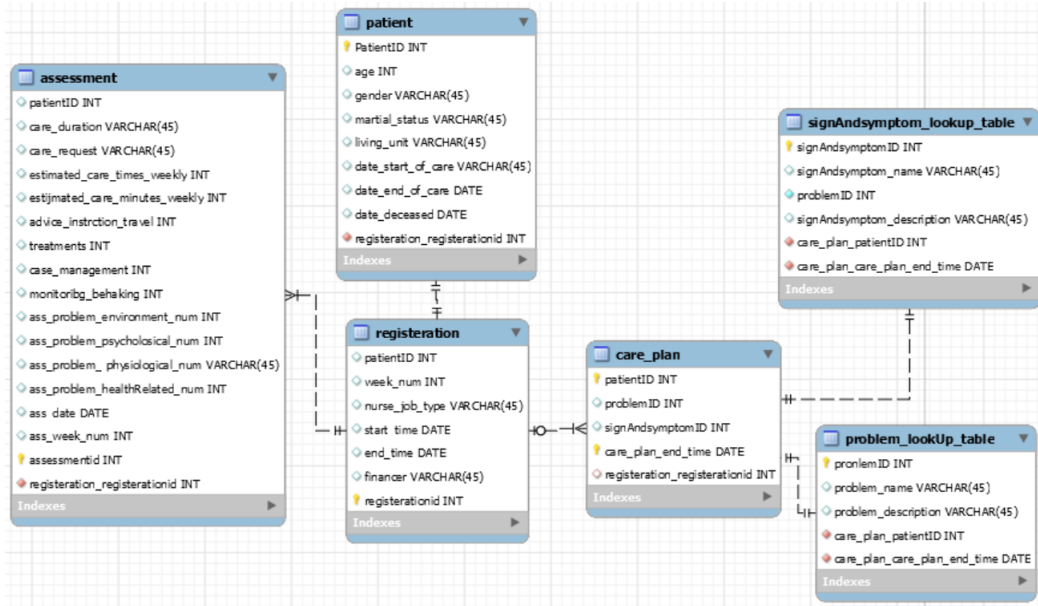 patient
PatientID INT
age INT
gender VARCHAR(45)
martial_status VARCHAR(45)
living_unit VARCHAR(45)
date_start_of_care VARCHAR(45)
date_end_of_care DATE
date_deceased DATE
registeration_registerationid INT
Indexes
assessment
patientID INT
care_duration VARCHAR(45)
care_request VARCHAR(45)
estimated_care_times_weekly INT
estijmated_care_minutes_weekly INT
advice_instrction_travel INT
treatments INT
case_management INT
monitoribg_behaking INT
ass_problem_environment_num INT
ass_problem_psycholosical_num INT
ass_problem_ physiological_num VARCHAR(45)
ass_problem_healthRelated_num INT
ass_date DATE
ass_week_num INT
assessmentid INT
registeration_registerationid INT
Indexes
registeration
patientID INT
week_num INT
nurse_job_type VARCHAR(45)
start_time DATE
end_time DATE
financer VARCHAR(45)
registerationid INT
Indexes
care_plan
patientID INT
problemID INT
signAndsymptomID INT
care_plan_end_time DATE
registeration_registerationid INT
Indexes
signAndsymptom_lookup_table
signAndsymptomID INT
signAndsymptom_name VARCHAR(45)
problemID INT
signAndsymptom_description VARCHAR(45)
care_plan_patientID INT
care_plan_care_plan_end_time DATE
Indexes
problem_lookUp_table
pronlemID INT
problem_name VARCHAR(45)
problem_description VARCHAR(45)
care_plan_patientID INT
care_plan_care_plan_end_time DATE
Indexes